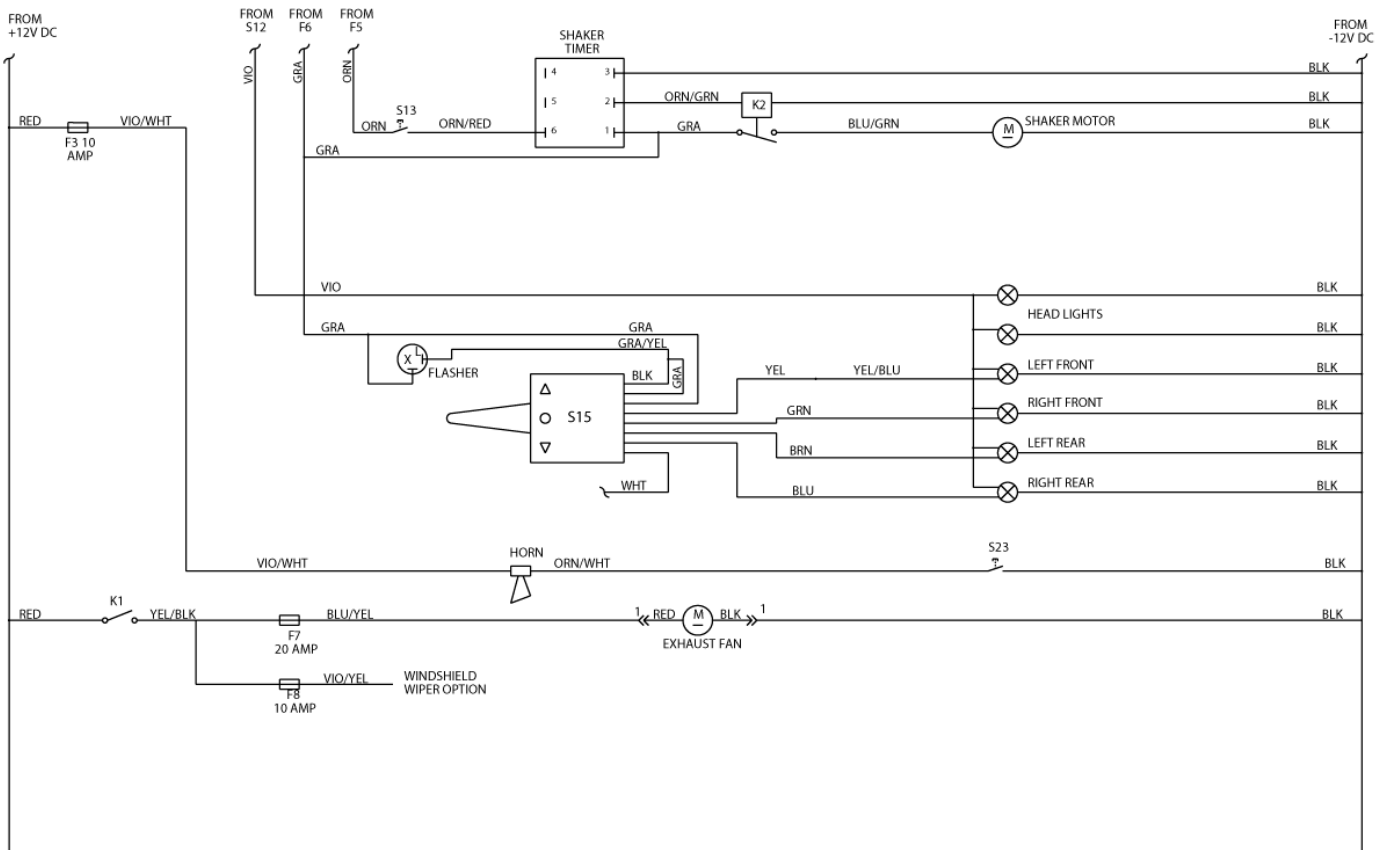 FROM
+12V DC
FROM
S12
FROM
F6
FROM
F5
SHAKER
TIMER
FROM
-12V DC
VIO
GRA
ORN
4
3
BLK
5
2
ORN/GRN
K2
BLK
S13
ORN
ORN/RED
6
1
GRA
BLU/GRN
M
SHAKER MOTOR
BLK
RED
VIO/WHT
F3 10
AMP
GRA
VIO
BLK
HEAD LIGHTS
GRA
GRA
BLK
GRA/YEL
X
L
FLASHER
BLK
GRA
YEL
YEL/BLU
LEFT FRONT
BLK
S15
GRN
RIGHT FRONT
BLK
BRN
LEFT REAR
BLK
WHT
BLU
RIGHT REAR
BLK
VIO/WHT
HORN
ORN/WHT
S23
BLK
RED
K1
YEL/BLK
BLU/YEL
F7
20 AMP
1
RED
M
BLK
1
EXHAUST FAN
BLK
VIO/YEL
F8
10 AMP
WINDSHIELD
WIPER OPTION